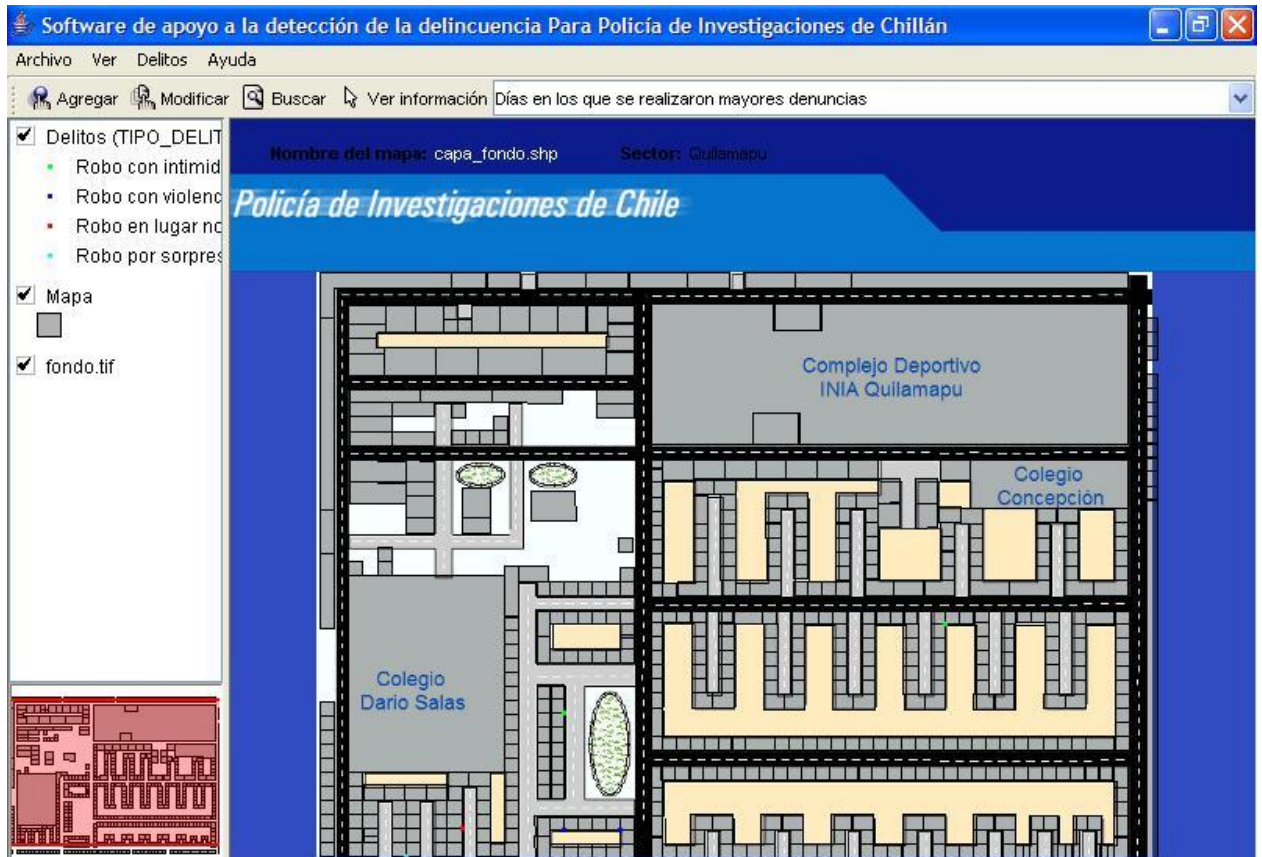 Software de apoyo a la detección de la delincuencia Para Policía de Investigaciones de Chillán
Archivo Ver Delitos Ayuda
Agregar Modificar Buscar Ver información Días en los que se realizaron mayores denuncias
Delitos (TIPO_DELIT
Robo con intimid
Robo con violenc
Robo en lugar no
Robo por sorpres
Mapa
fondo.tif
Nombre del mapa: capa_fondo.shp Sector: Quilamapu
Policía de Investigaciones de Chile
Complejo Deportivo
INIA Quilamapu
Colegio
Concepción
Colegio
Dario Salas